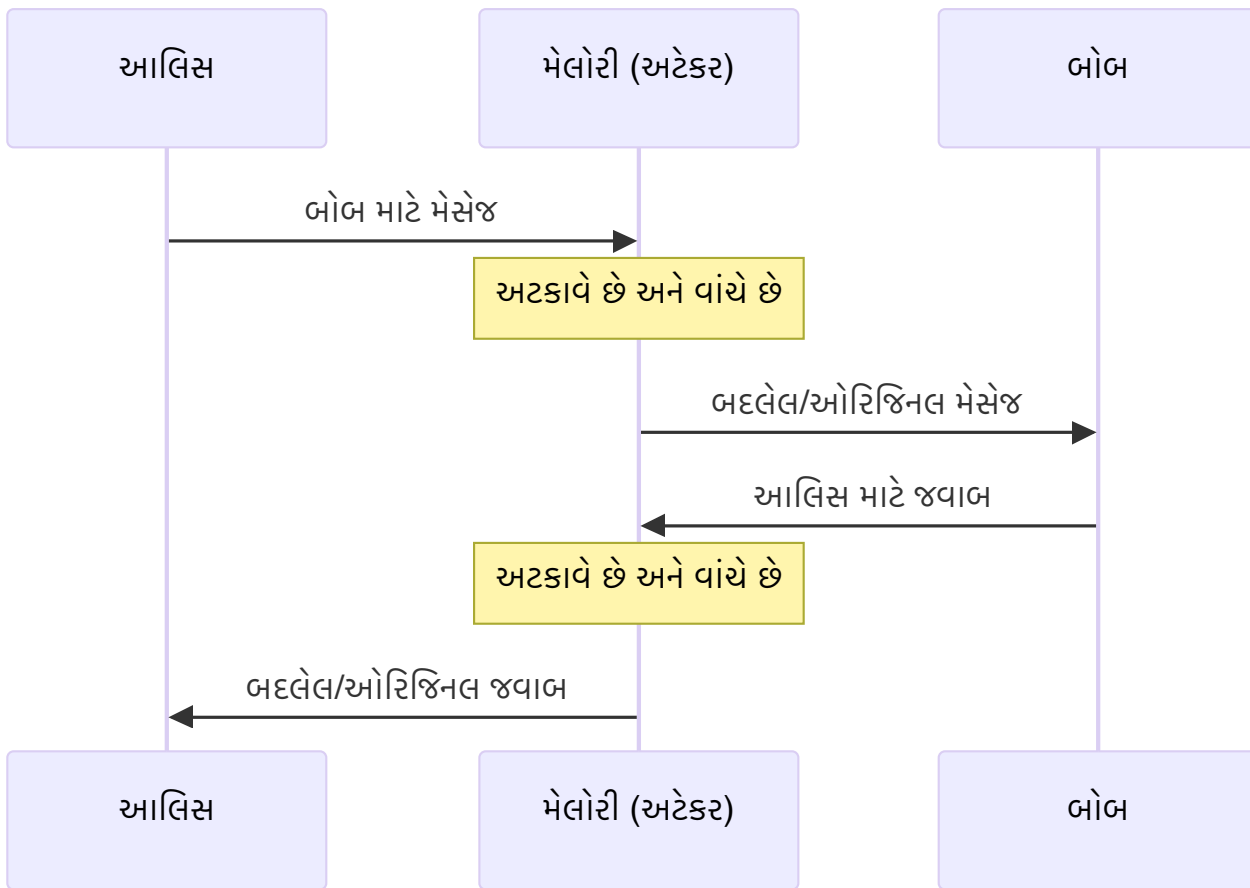 આલિસ
મેલોરી (અટેકર)
બોબ
બોબ માટે મેસેજ
અટકાવે છે અને વાંચે છે
બદલેલ/ઓરિજિનલ મેસેજ
આલિસ માટે જવાબ
અટકાવે છે અને વાંચે છે
બદલેલ/ઓરિજિનલ જવાબ
આલિસ
મેલોરી (અટેકર)
બોબ